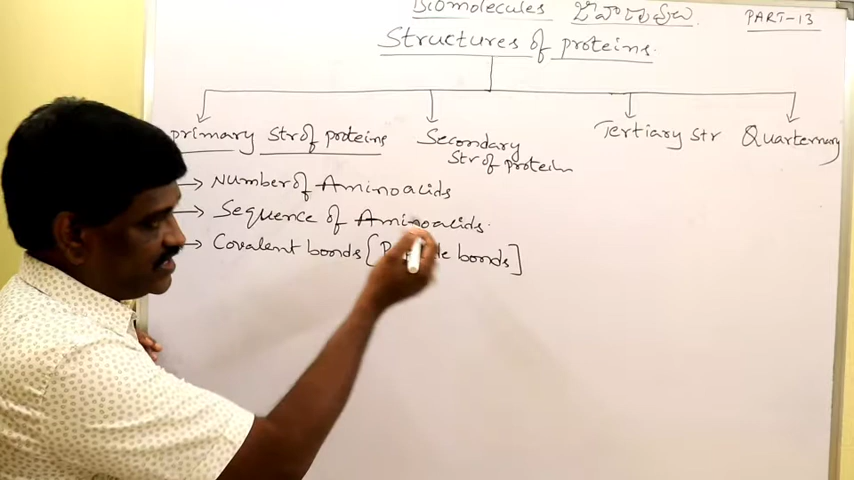 Biomolecules జీవాణువులు PART-13
Structures of proteins.
primary str of proteins Secondary str of protein Tertiary str Quarternary
→ Number of Aminoacids
→ Sequence of Aminoacids.
→ Covalent bonds [ bonds]